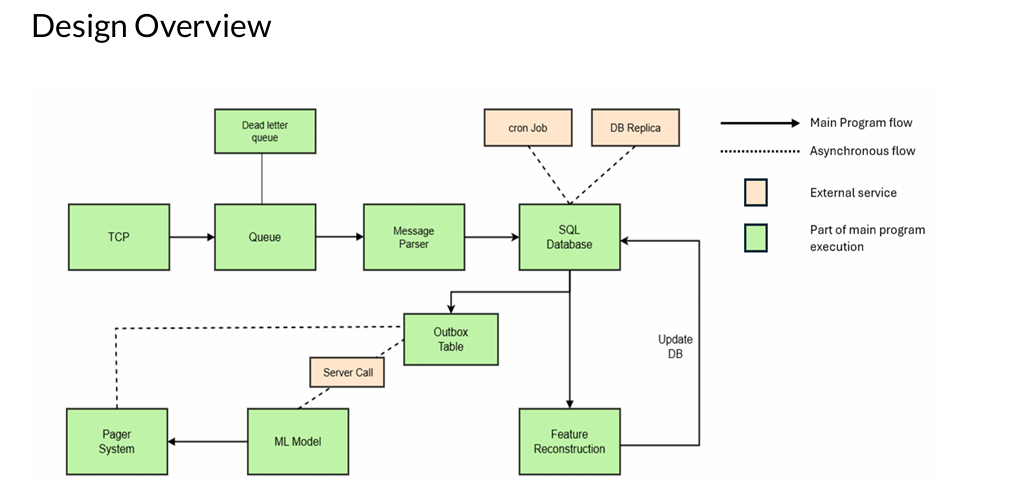 Design Overview
Dead letter
queue
cron Job
DB Replica
Main Program flow
Asynchronous flow
External service
Part of main program
execution
TCP
Queue
Message
Parser
SQL
Database
Outbox
Table
Update
DB
Server Call
Pager
System
ML Model
Feature
Reconstruction